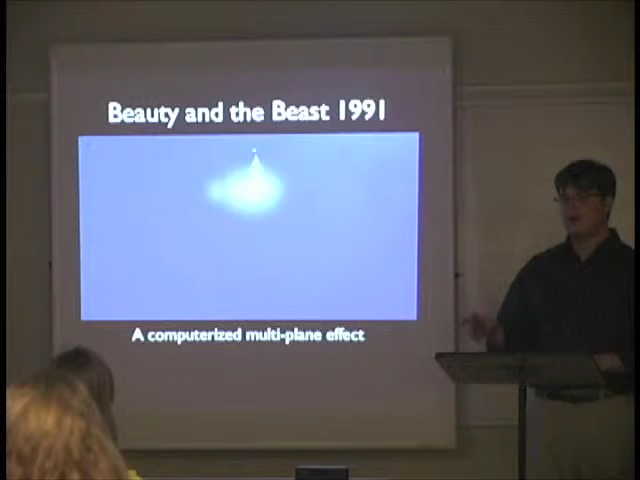 Beauty and the Beast 1991
A computerized multi-plane effect